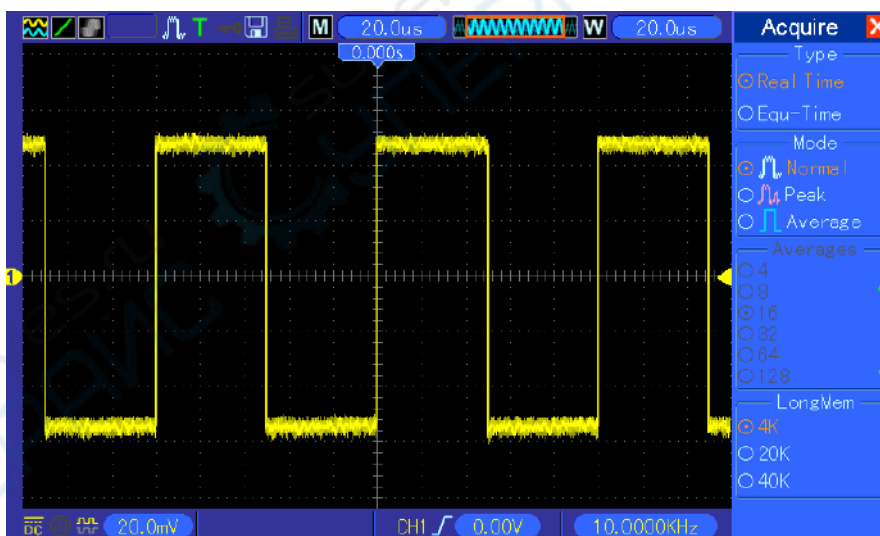 T M 20.0us W 20.0us
0.000s
1
DC 20.0mV CH1 0.00V 10.0000KHz
Acquire X
Type
Real Time
Equ-Time
Mode
Normal
Peak
Average
Averages
4
8
16
32
64
128
LongMem
4K
20K
40K